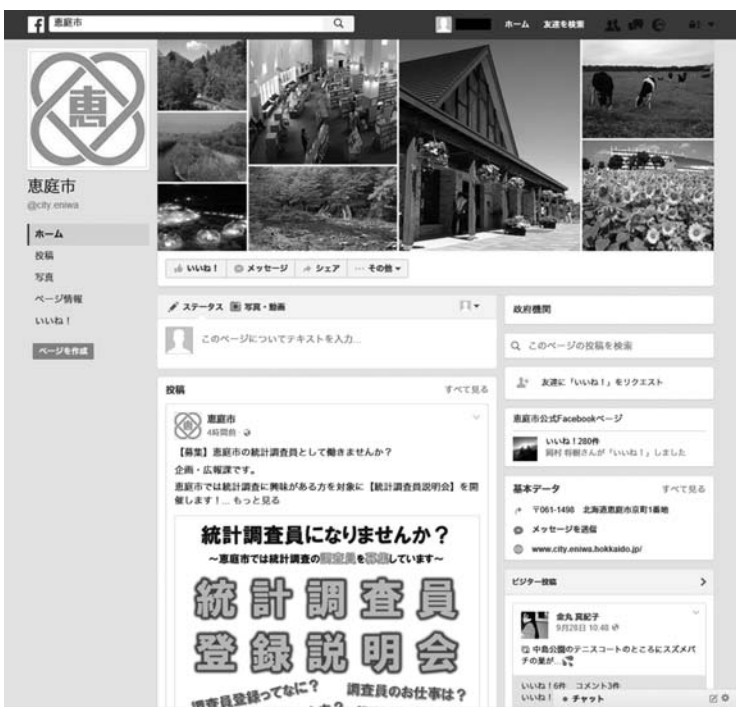 恵庭市
ホーム 友達を検索
恵
恵庭市
@city.eniwa
ホーム
投稿
写真
ページ情報
いいね！
ページを作成
いいね！ メッセージ シェア ... その他
ステータス 写真・動画
このページについてテキストを入力...
投稿 すべて見る
恵庭市
4時間前
【募集】恵庭市の統計調査員として働きませんか？
企画・広報課です。
恵庭市では統計調査に興味がある方を対象に【統計調査員説明会】を開
催します！... もっと見る
統計調査員になりませんか？
～恵庭市では統計調査の調査員を募集しています～
統計調査員
登録説明会
調査員登録ってなに？ 調査員のお仕事は？
政府機関
このページの投稿を検索
友達に「いいね！」をリクエスト
恵庭市公式Facebookページ
いいね！280件
岡村 将樹さんが「いいね！」しました
基本データ すべて見る
〒061-1498 北海道恵庭市京町1番地
メッセージを送信
www.city.eniwa.hokkaido.jp/
ビジター投稿
金丸 真紀子
9月28日 10:48
中島公園のテニスコートのところにスズメバ
チの巣が...
いいね！6件 コメント3件
いいね！
チャット